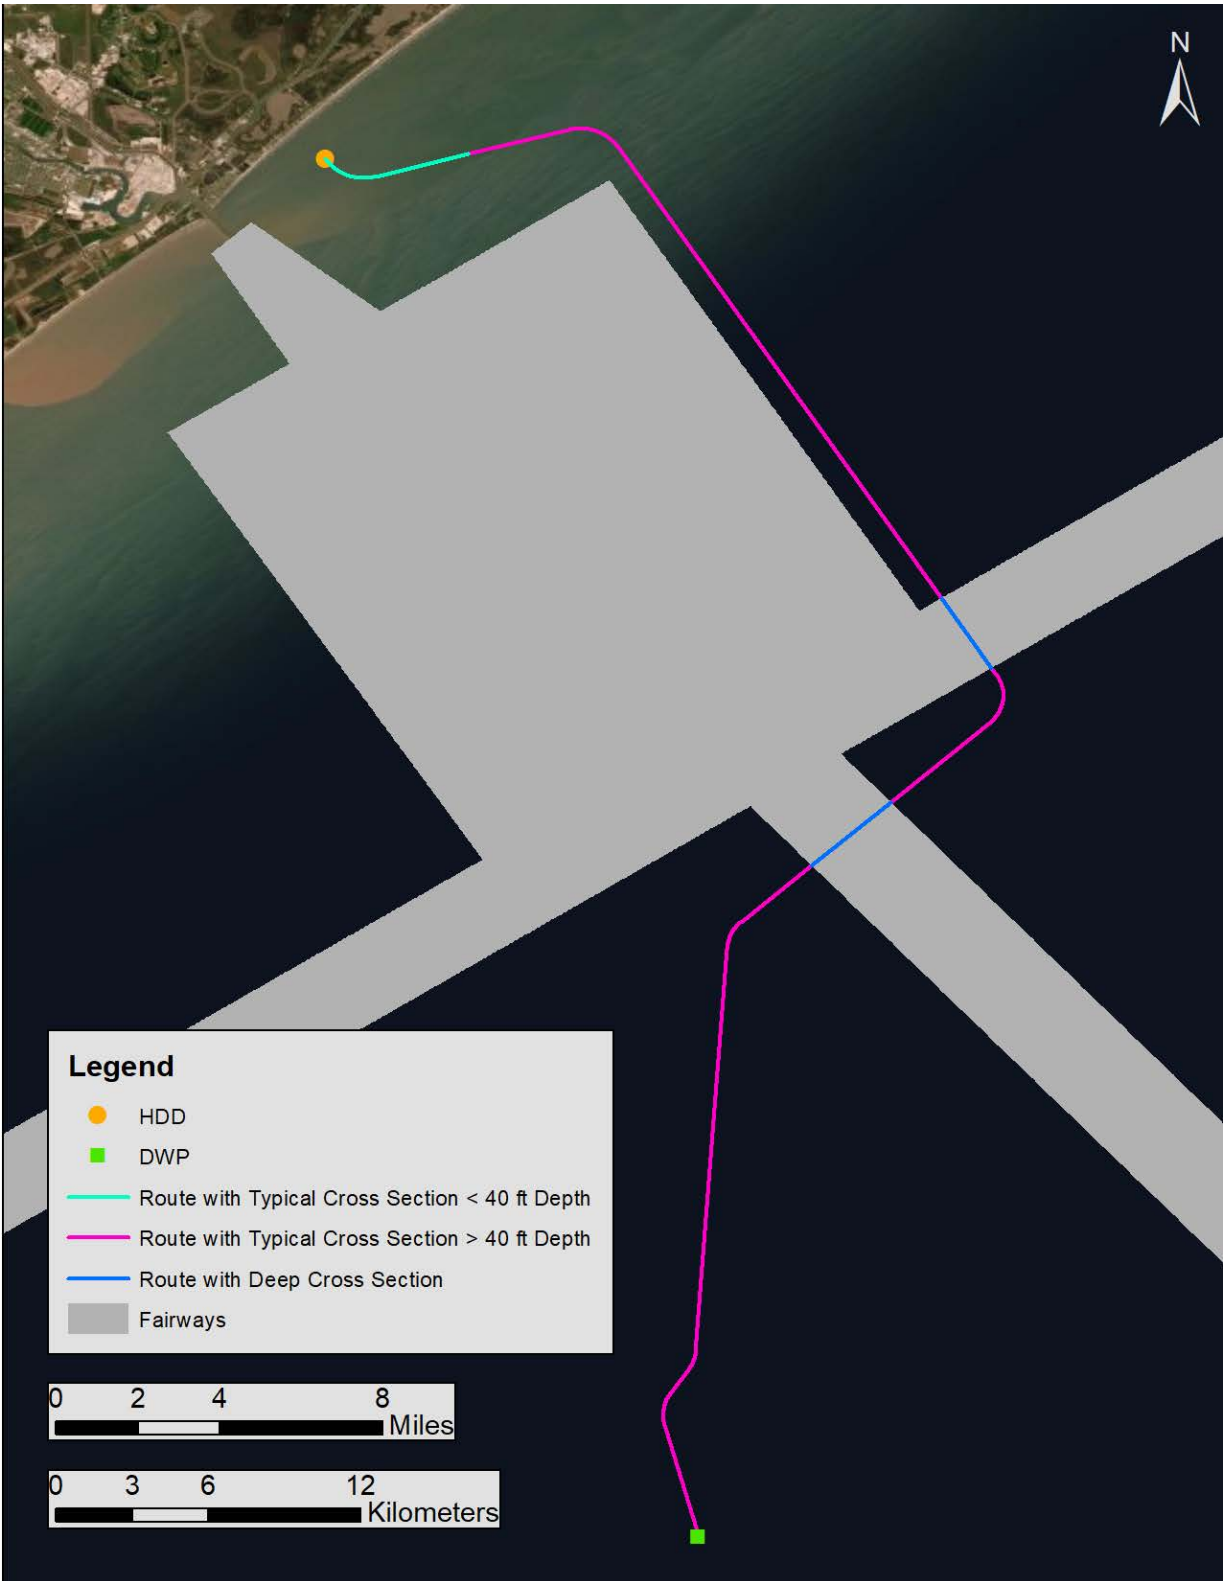 N
Legend
HDD
DWP
Route with Typical Cross Section < 40 ft Depth
Route with Typical Cross Section > 40 ft Depth
Route with Deep Cross Section
Fairways
0 2 4 8
Miles
0 3 6 12
Kilometers